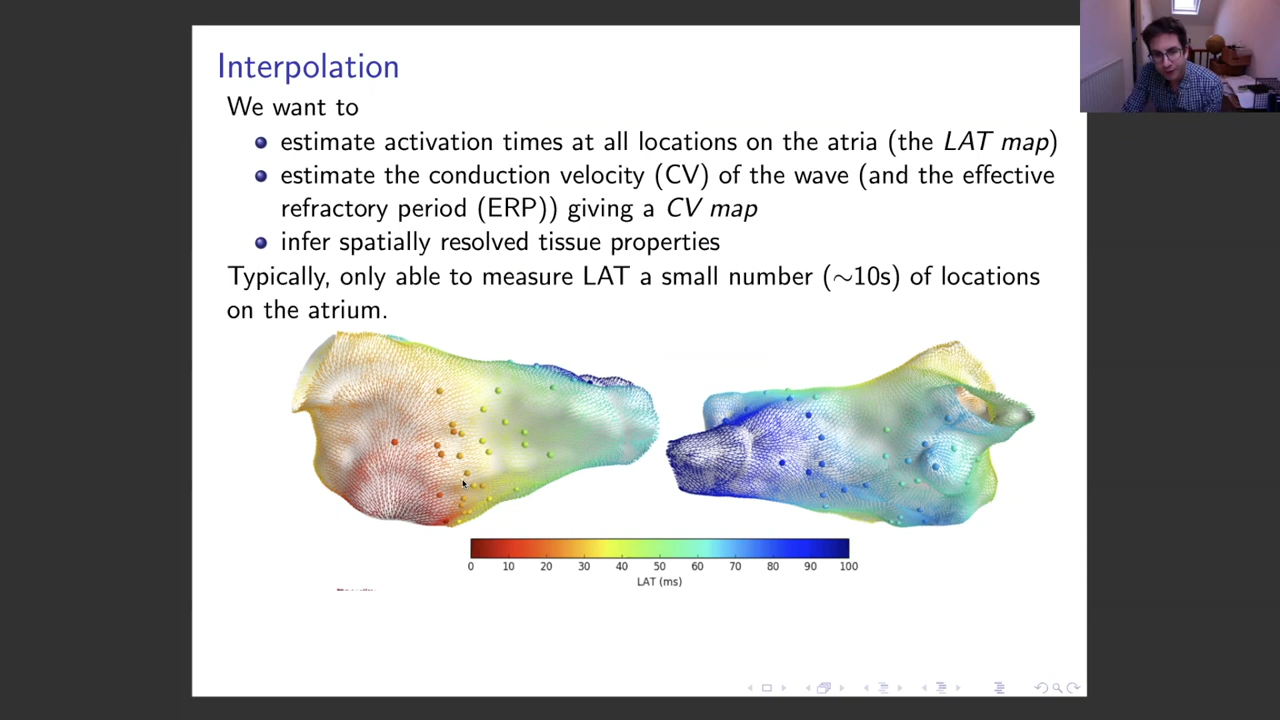 Interpolation
We want to
estimate activation times at all locations on the atria (the LAT map)
estimate the conduction velocity (CV) of the wave (and the effective
refractory period (ERP)) giving a CV map
infer spatially resolved tissue properties
Typically, only able to measure LAT a small number (~10s) of locations
on the atrium.
0 10 20 30 40 50 60 70 80 90 100
LAT (ms)